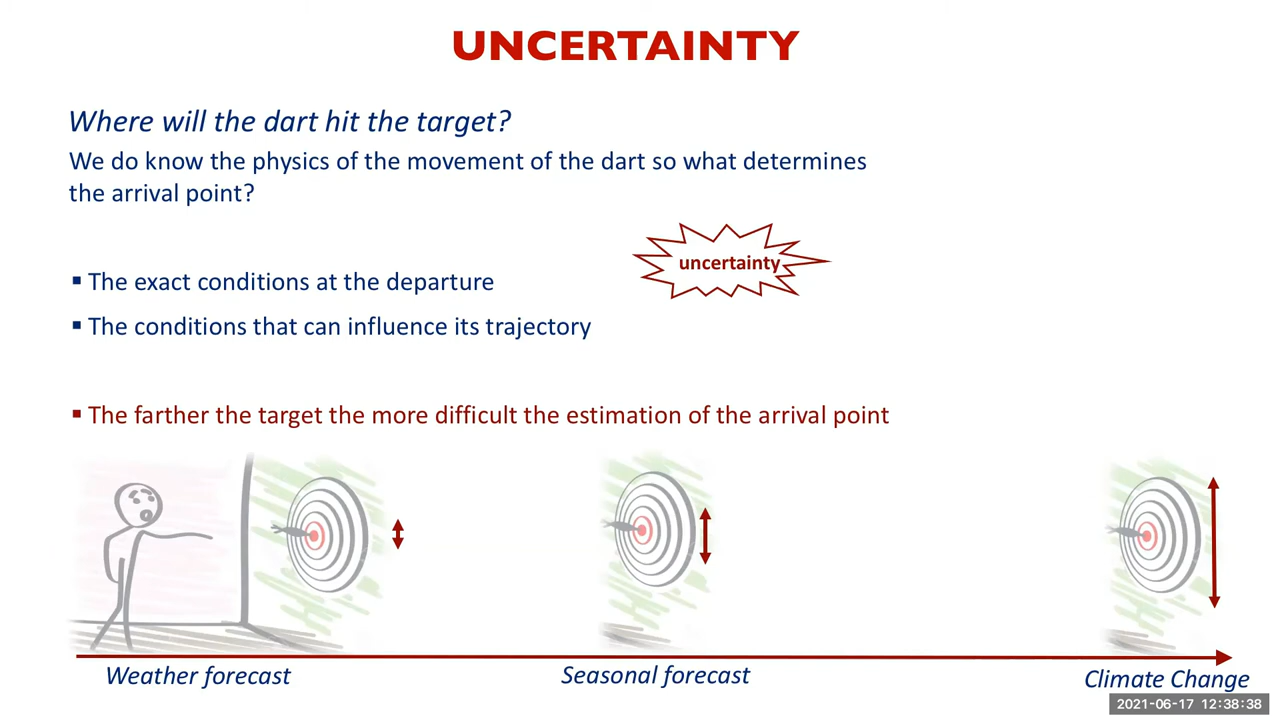 UNCERTAINTY
Where will the dart hit the target?
We do know the physics of the movement of the dart so what determines
the arrival point?
uncertainty
▪ The exact conditions at the departure
▪ The conditions that can influence its trajectory
▪ The farther the target the more difficult the estimation of the arrival point
Weather forecast
Seasonal forecast
Climate Change
2021-06-17 12:38:38